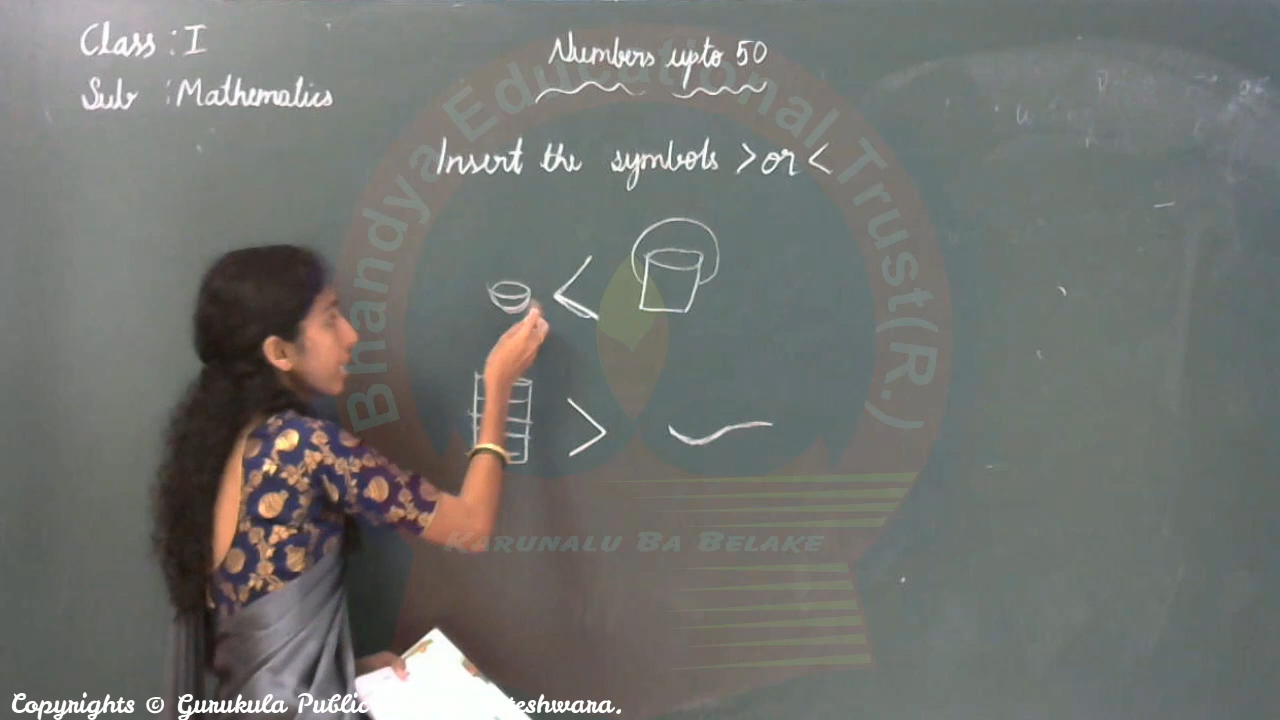 Class : I
Sub : Mathematics
Numbers upto 50
Insert the symbols > or <
<
>
Bhandya Educational Trust(R.)
Karunalu Ba Belake
Copyrights © Gurukula Public